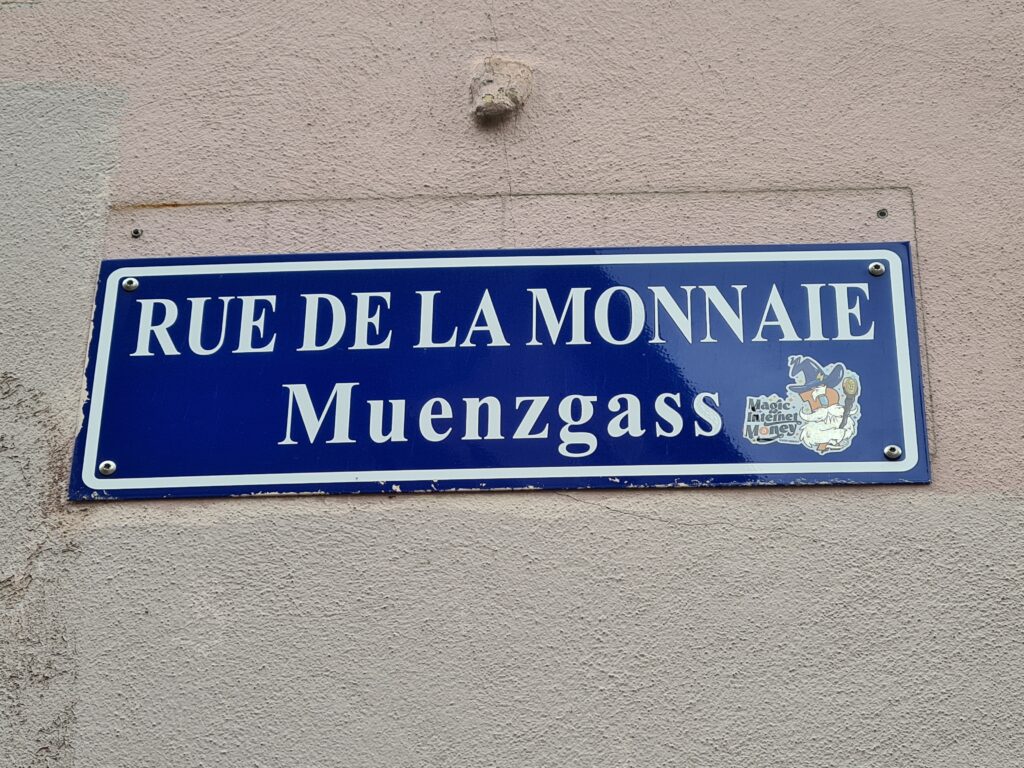 RUE DE LA MONNAIE
Muenzgass
Magic
Internet
Money